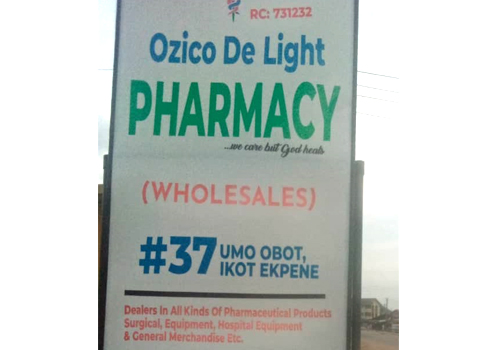 RC: 731232
Ozico De Light
PHARMACY
...we care but God heals
(WHOLESALES)
#37 UMO OBOT,
IKOT EKPENE
Dealers In All Kinds Of Pharmaceutical Products
Surgical, Equipment, Hospital Equipment
& General Merchandise Etc.